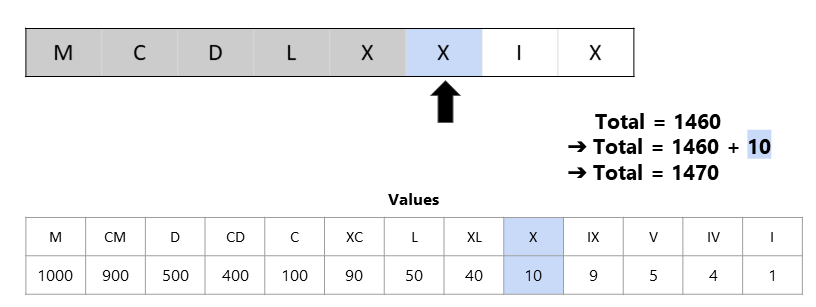 M C D L X X I X
Total = 1460
➔ Total = 1460 + 10
➔ Total = 1470
Values
M CM D CD C XC L XL X IX V IV I
1000 900 500 400 100 90 50 40 10 9 5 4 1